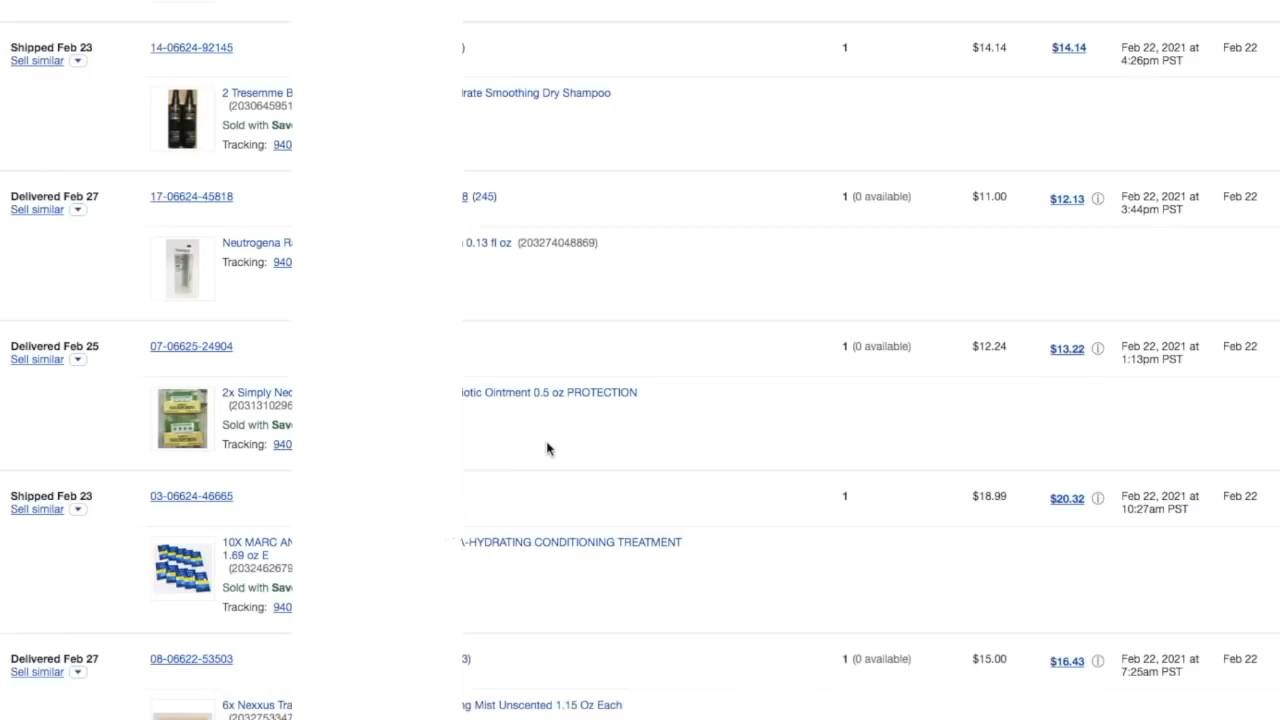 Shipped Feb 23 14-06624-92145 ) 1 $14.14 $14.14 Feb 22, 2021 at Feb 22
Sell similar 4:26pm PST
2 Tresemme B rate Smoothing Dry Shampoo
(2030645951
Sold with Save
Tracking: 940
Delivered Feb 27 17-06624-45818 8 (245) 1 (0 available) $11.00 $12.13 Feb 22, 2021 at Feb 22
Sell similar 3:44pm PST
Neutrogena Ra 0.13 fl oz (203274048869)
Tracking: 940
Delivered Feb 25 07-06625-24904 1 (0 available) $12.24 $13.22 Feb 22, 2021 at Feb 22
Sell similar 1:13pm PST
2x Simply Neo iotic Ointment 0.5 oz PROTECTION
(2031310296
Sold with Save
Tracking: 940
Shipped Feb 23 03-06624-46665 1 $18.99 $20.32 Feb 22, 2021 at Feb 22
Sell similar 10:27am PST
10X MARC AN A-HYDRATING CONDITIONING TREATMENT
1.69 oz E
(2032462679
Sold with Save
Tracking: 940
Delivered Feb 27 08-06622-53503 3) 1 (0 available) $15.00 $16.43 Feb 22, 2021 at Feb 22
Sell similar 7:25am PST
6x Nexxus Tra ng Mist Unscented 1.15 Oz Each
(2032753347